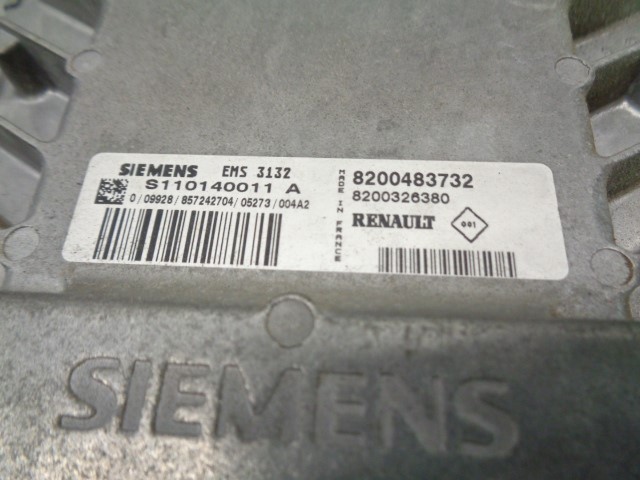 SIEMENS EMS 3132
S110140011 A
0/09928/857242704/05273/004A2
MADE IN FRANCE
8200483732
8200326380
RENAULT 001
SIEMENS